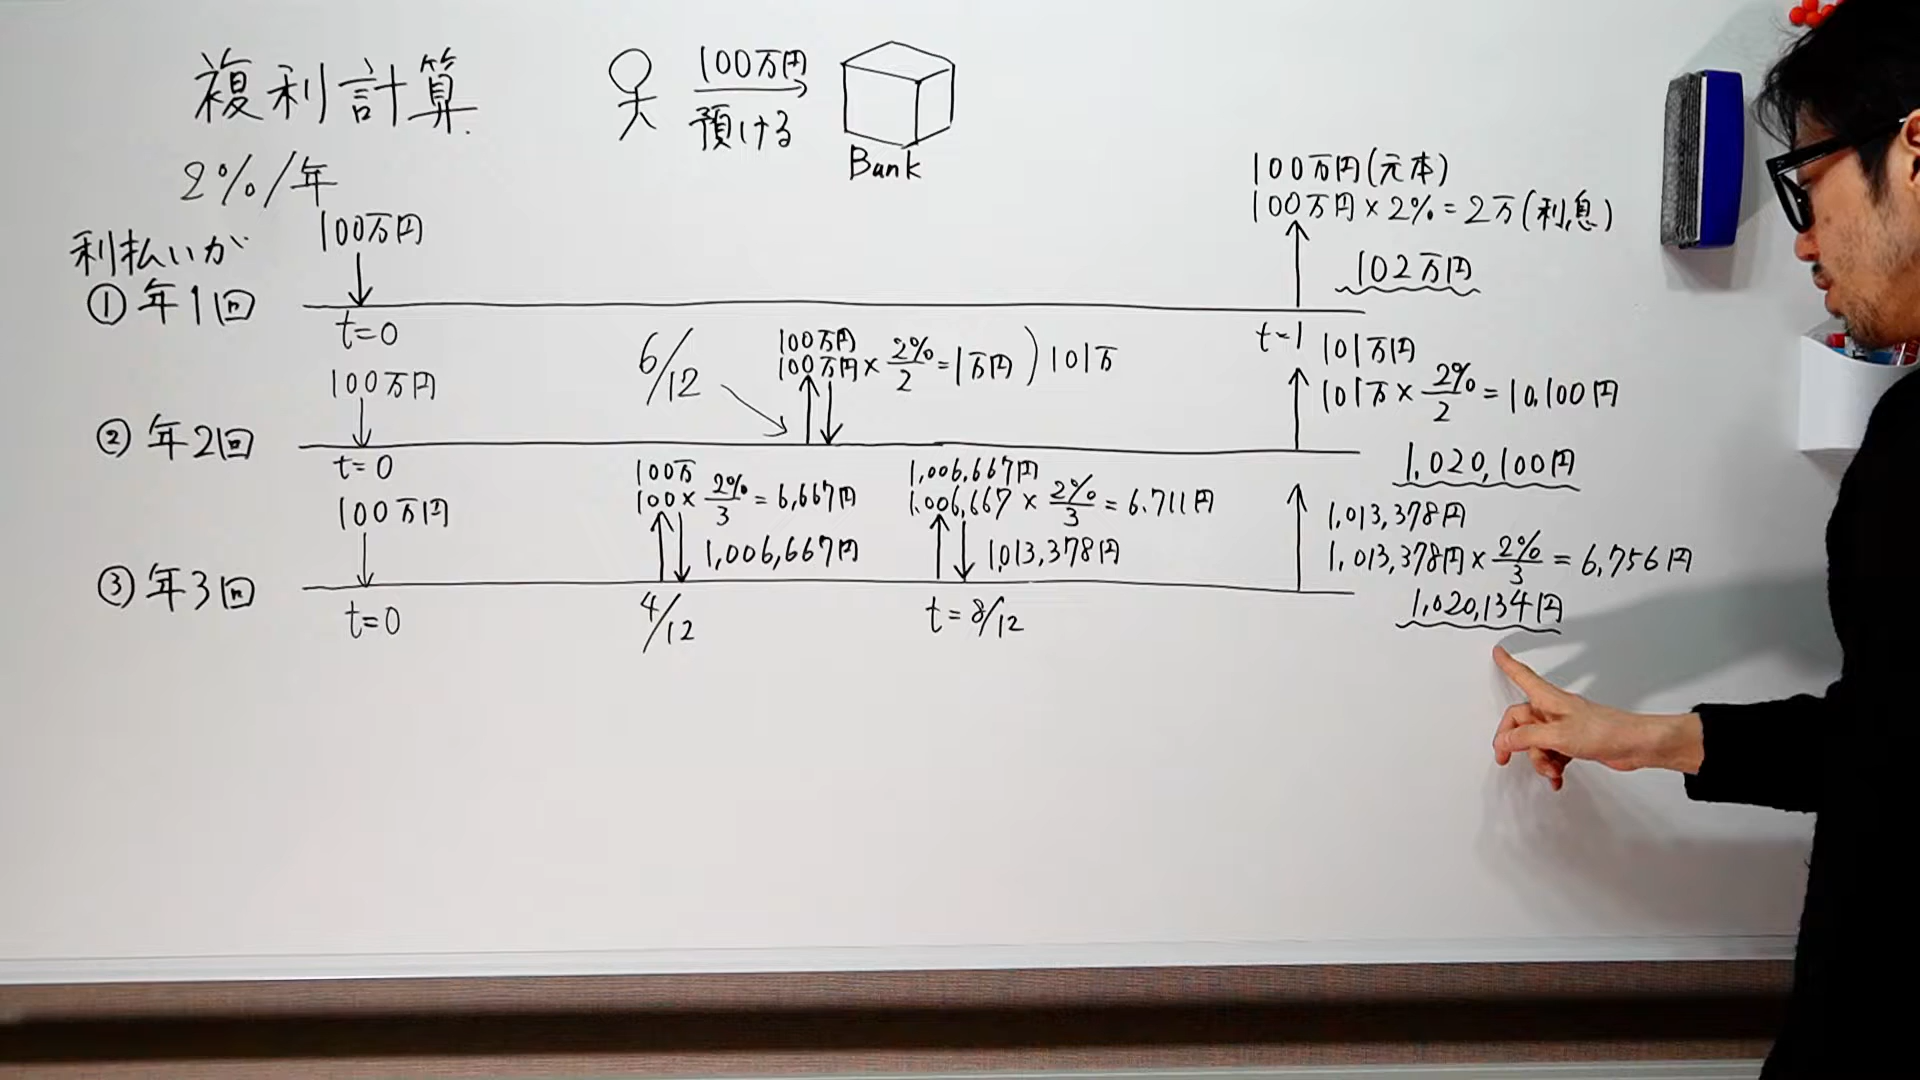 複利計算
2%/年
100万円
預ける
Bank
利払いが
①年1回
100万円
t=0
100万円(元本)
100万円×2%=2万(利息)
102万円
t=1
②年2回
100万円
t=0
6/12
100万円
100万円×2%/2=1万円)101万
101万円
101万×2%/2=10,100円
1,020,100円
③年3回
100万円
t=0
100万
100×2%/3=6,667円
1,006,667円
4/12
1,006,667円
1,006,667×2%/3=6,711円
1,013,378円
t=8/12
1,013,378円
1,013,378円×2%/3=6,756円
1,020,134円